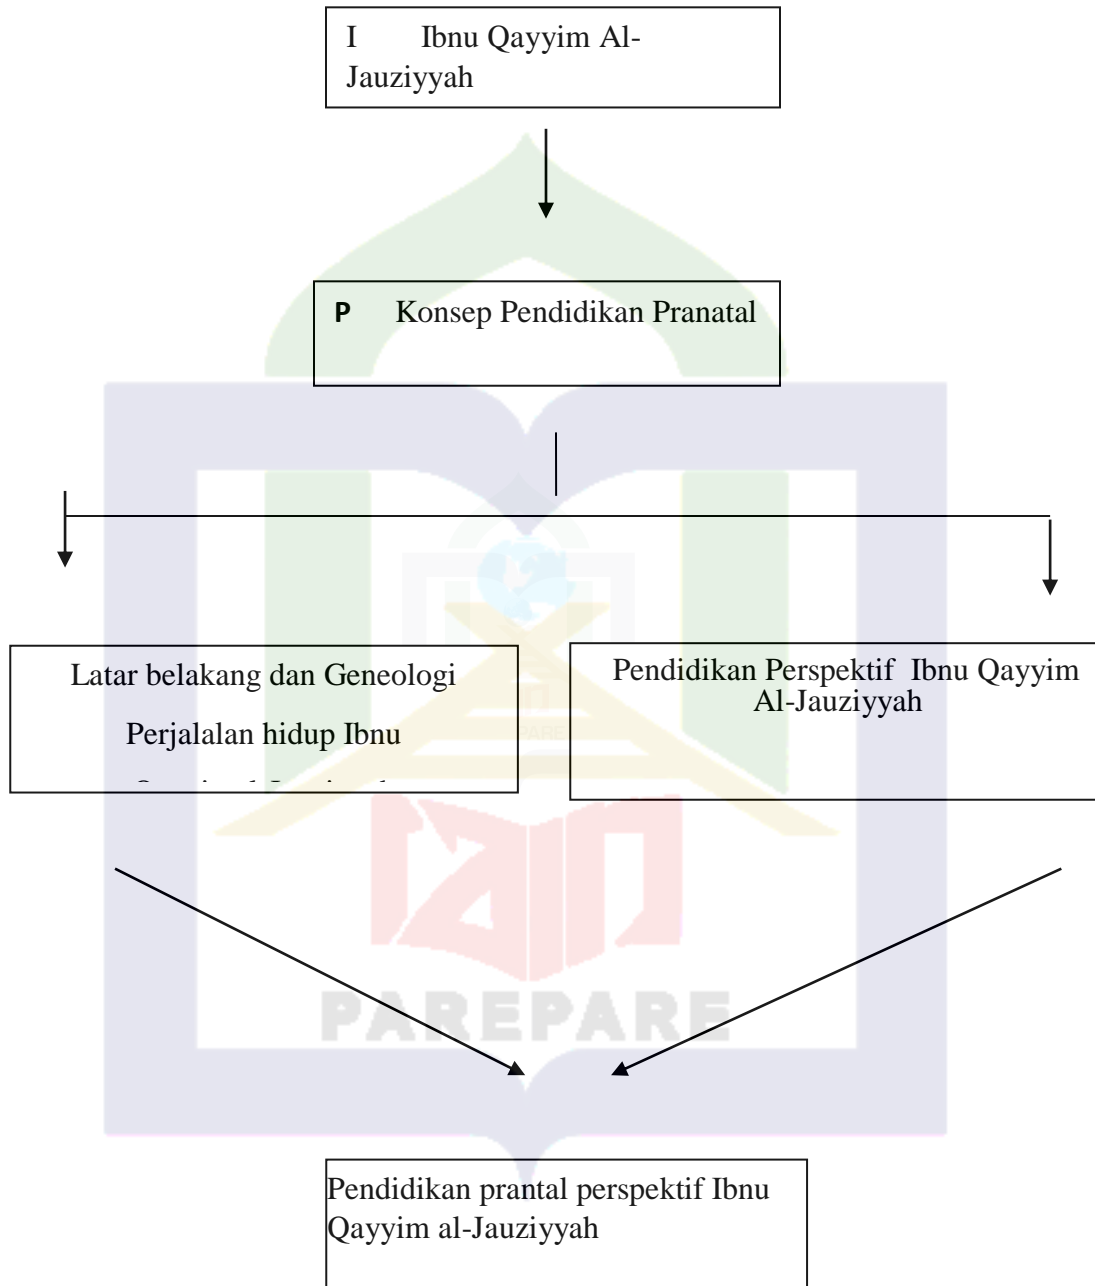 I Ibnu Qayyim Al-
Jauziyyah
P Konsep Pendidikan Pranatal
Latar belakang dan Geneologi
Perjalalan hidup Ibnu
Pendidikan Perspektif Ibnu Qayyim
Al-Jauziyyah
PAREPARE
Pendidikan prantal perspektif Ibnu
Qayyim al-Jauziyyah